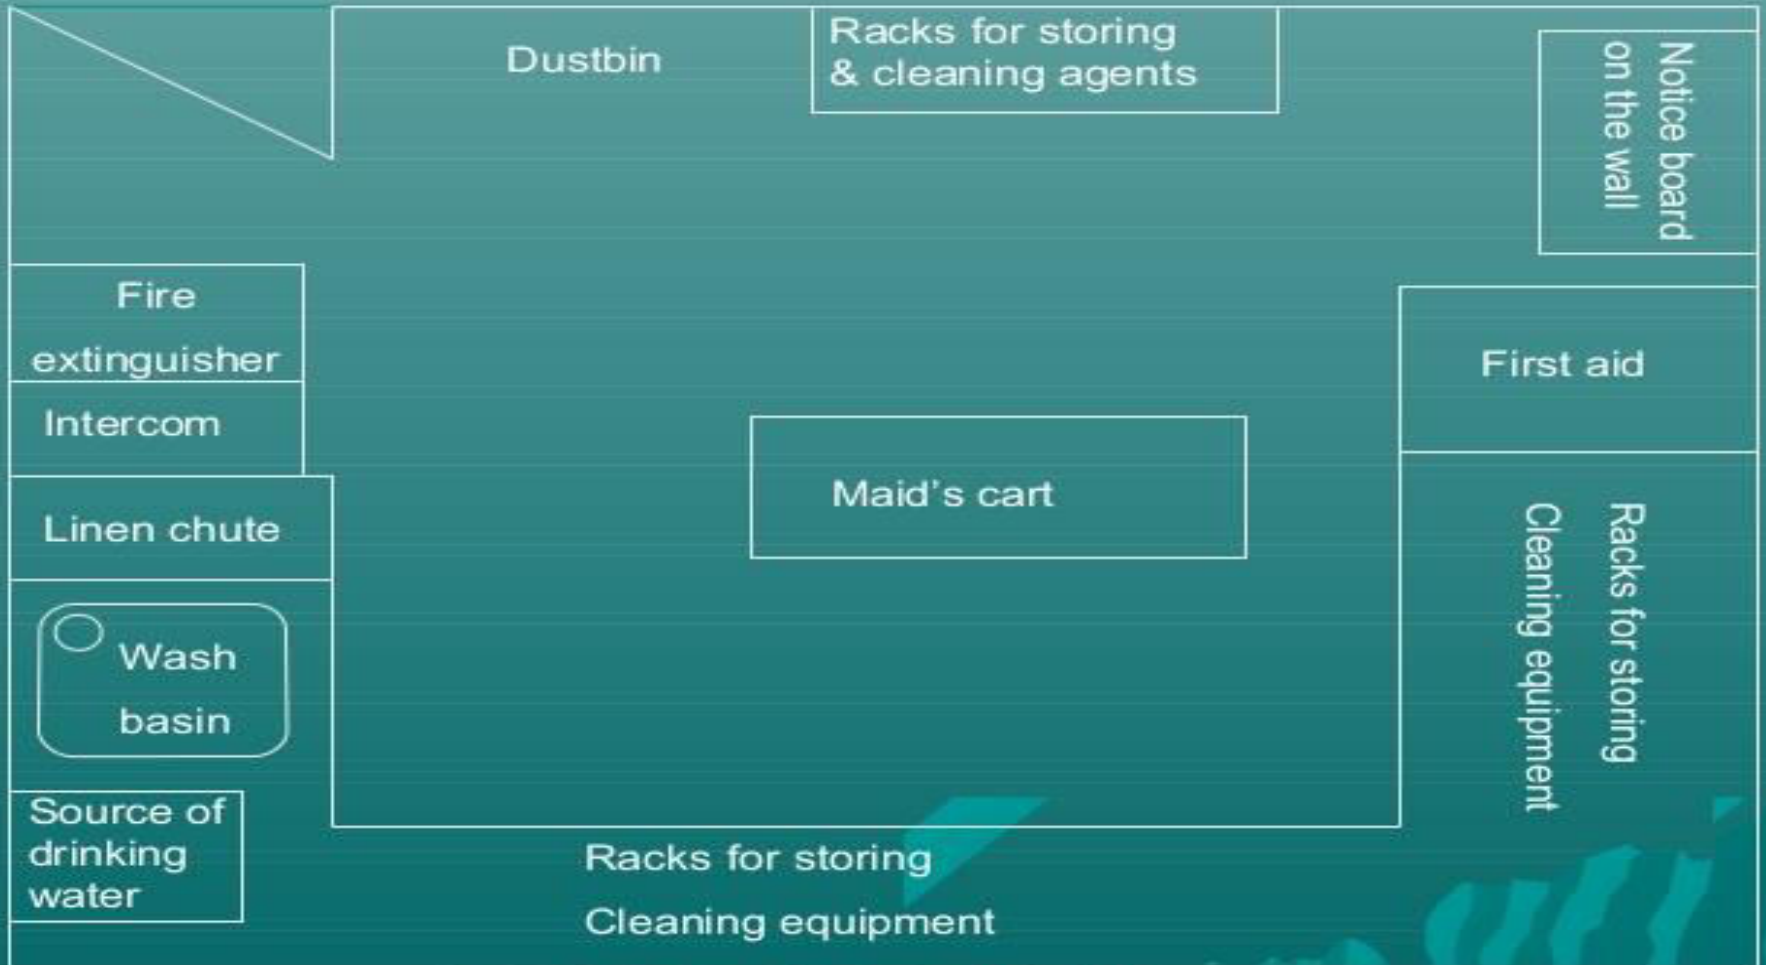 Dustbin
Racks for storing
& cleaning agents
Notice board
on the wall
Fire
extinguisher
Intercom
First aid
Linen chute
Maid's cart
Racks for storing
Cleaning equipment
Wash
basin
Source of
drinking
water
Racks for storing
Cleaning equipment